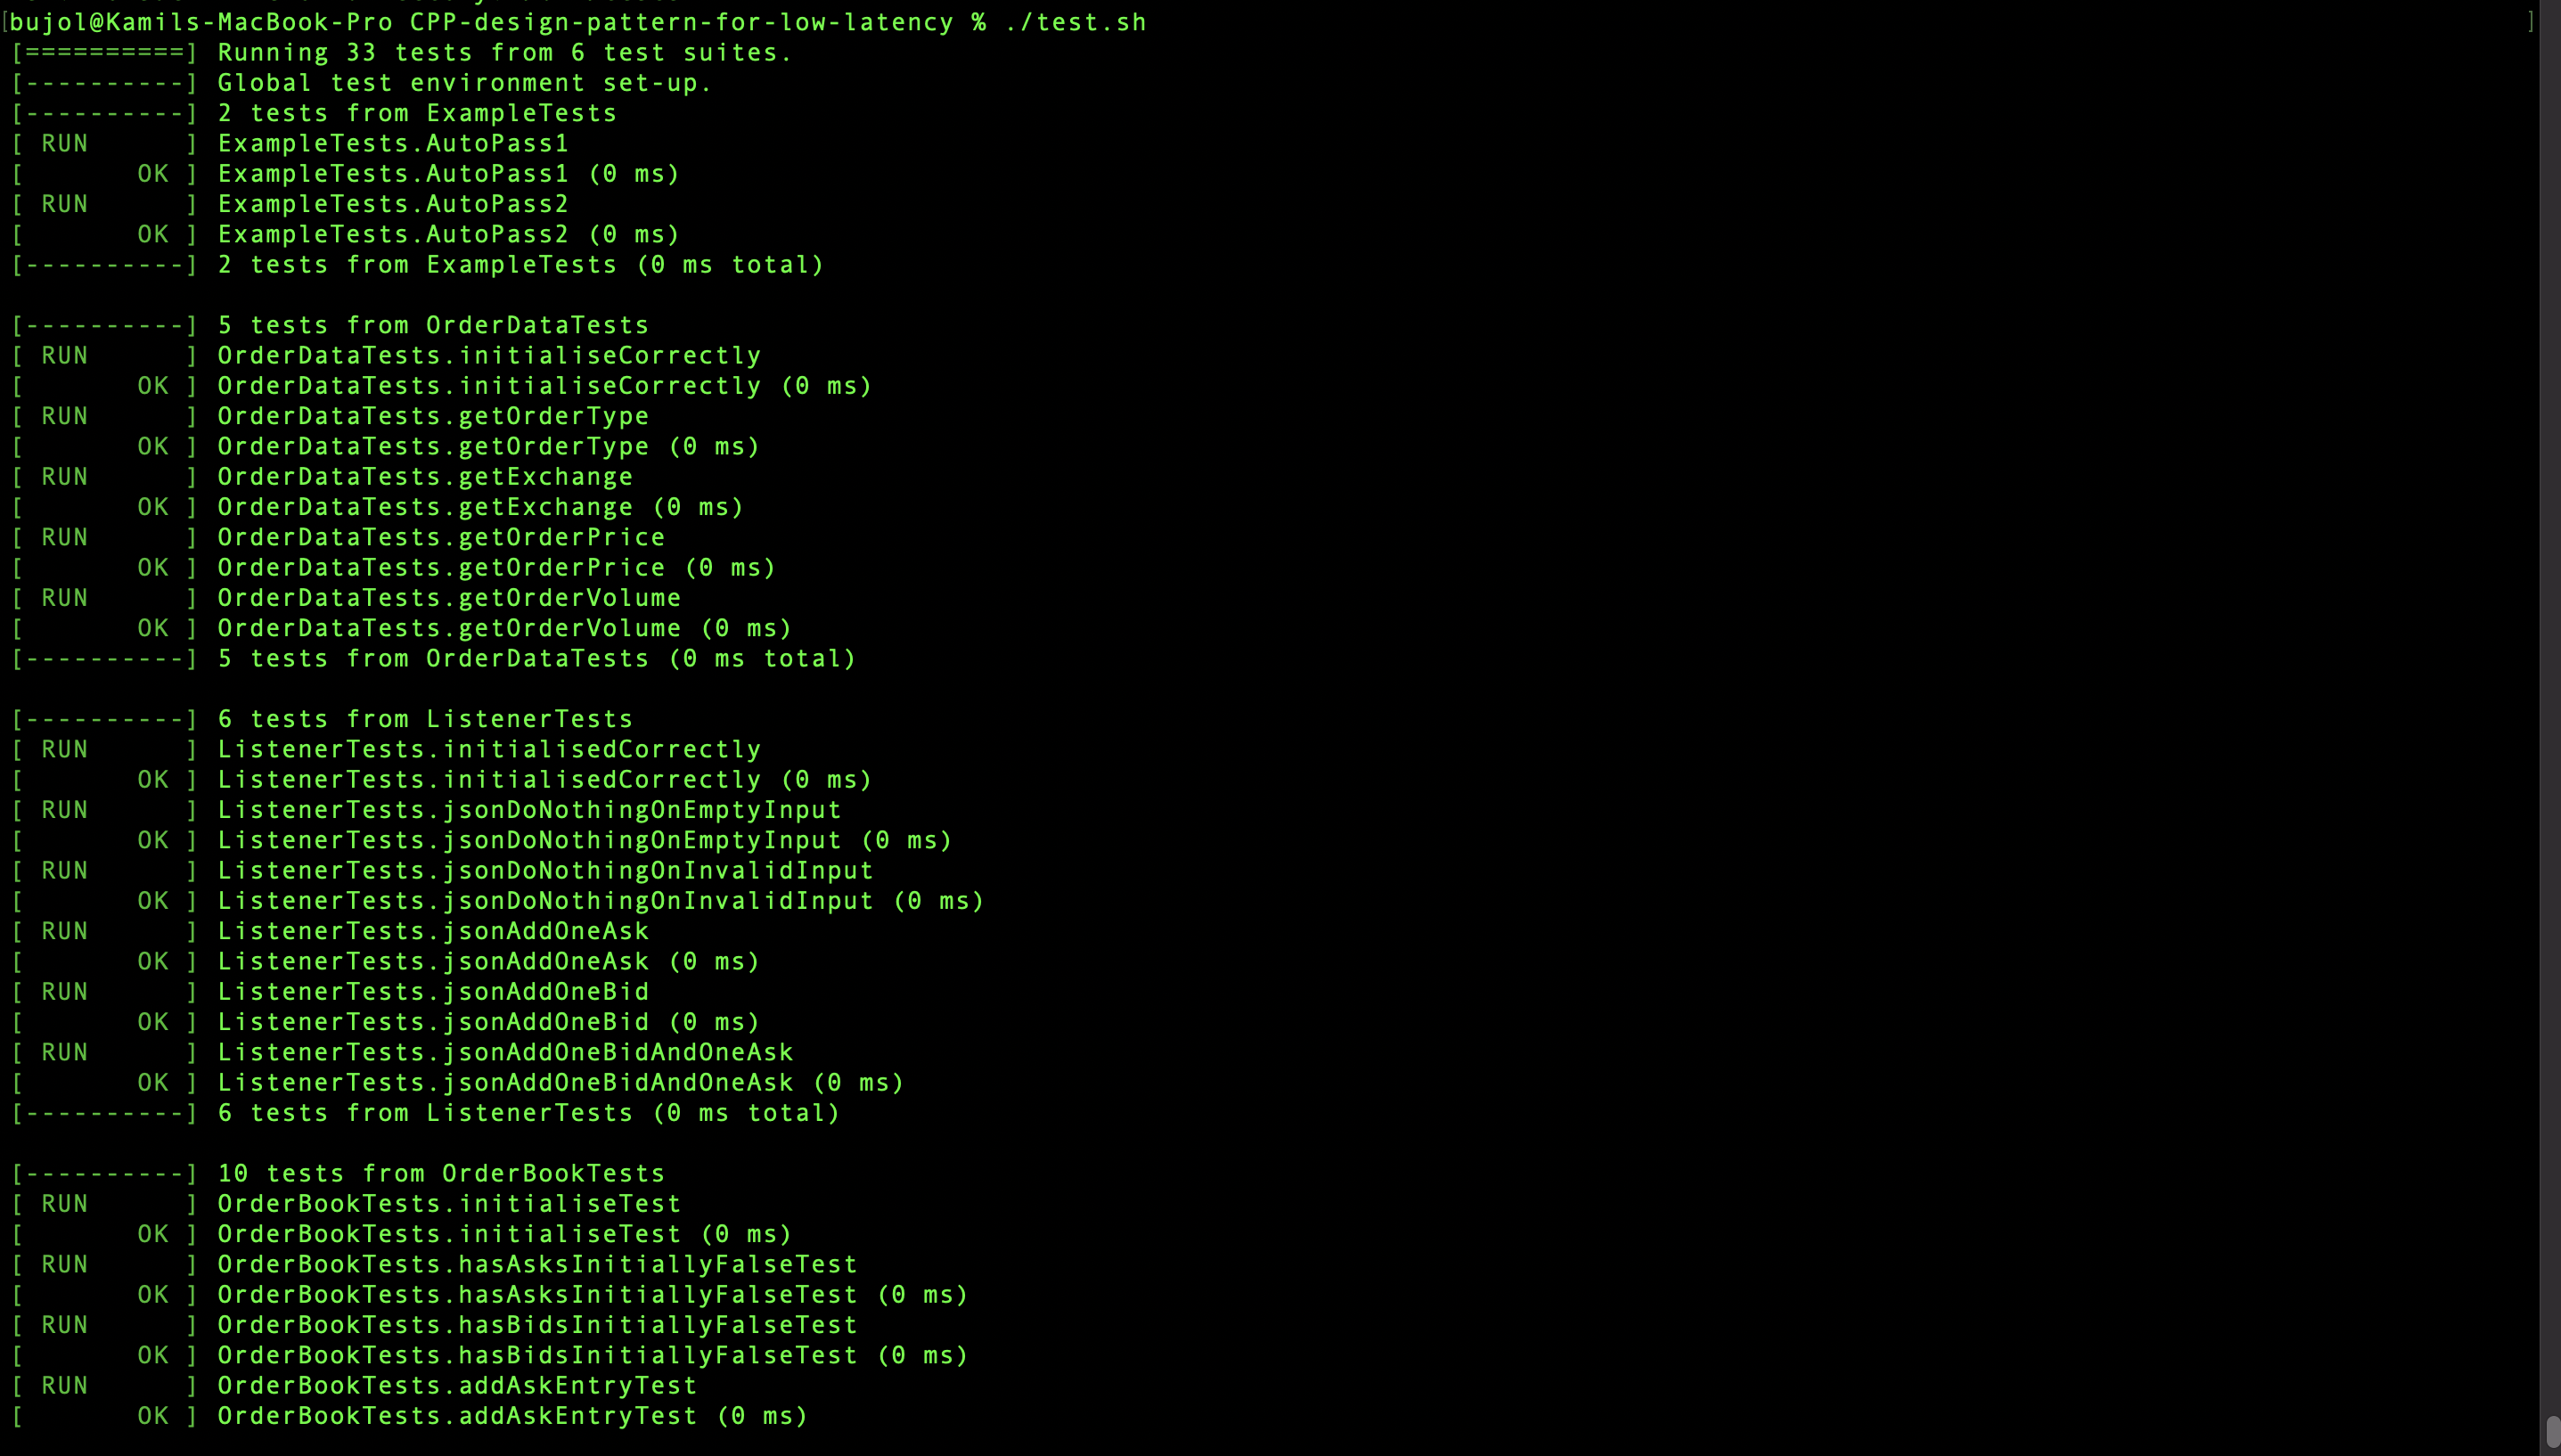 [bujol@Kamils-MacBook-Pro CPP-design-pattern-for-low-latency % ./test.sh ]
[==========] Running 33 tests from 6 test suites.
[----------] Global test environment set-up.
[----------] 2 tests from ExampleTests
[ RUN      ] ExampleTests.AutoPass1
[       OK ] ExampleTests.AutoPass1 (0 ms)
[ RUN      ] ExampleTests.AutoPass2
[       OK ] ExampleTests.AutoPass2 (0 ms)
[----------] 2 tests from ExampleTests (0 ms total)

[----------] 5 tests from OrderDataTests
[ RUN      ] OrderDataTests.initialiseCorrectly
[       OK ] OrderDataTests.initialiseCorrectly (0 ms)
[ RUN      ] OrderDataTests.getOrderType
[       OK ] OrderDataTests.getOrderType (0 ms)
[ RUN      ] OrderDataTests.getExchange
[       OK ] OrderDataTests.getExchange (0 ms)
[ RUN      ] OrderDataTests.getOrderPrice
[       OK ] OrderDataTests.getOrderPrice (0 ms)
[ RUN      ] OrderDataTests.getOrderVolume
[       OK ] OrderDataTests.getOrderVolume (0 ms)
[----------] 5 tests from OrderDataTests (0 ms total)

[----------] 6 tests from ListenerTests
[ RUN      ] ListenerTests.initialisedCorrectly
[       OK ] ListenerTests.initialisedCorrectly (0 ms)
[ RUN      ] ListenerTests.jsonDoNothingOnEmptyInput
[       OK ] ListenerTests.jsonDoNothingOnEmptyInput (0 ms)
[ RUN      ] ListenerTests.jsonDoNothingOnInvalidInput
[       OK ] ListenerTests.jsonDoNothingOnInvalidInput (0 ms)
[ RUN      ] ListenerTests.jsonAddOneAsk
[       OK ] ListenerTests.jsonAddOneAsk (0 ms)
[ RUN      ] ListenerTests.jsonAddOneBid
[       OK ] ListenerTests.jsonAddOneBid (0 ms)
[ RUN      ] ListenerTests.jsonAddOneBidAndOneAsk
[       OK ] ListenerTests.jsonAddOneBidAndOneAsk (0 ms)
[----------] 6 tests from ListenerTests (0 ms total)

[----------] 10 tests from OrderBookTests
[ RUN      ] OrderBookTests.initialiseTest
[       OK ] OrderBookTests.initialiseTest (0 ms)
[ RUN      ] OrderBookTests.hasAsksInitiallyFalseTest
[       OK ] OrderBookTests.hasAsksInitiallyFalseTest (0 ms)
[ RUN      ] OrderBookTests.hasBidsInitiallyFalseTest
[       OK ] OrderBookTests.hasBidsInitiallyFalseTest (0 ms)
[ RUN      ] OrderBookTests.addAskEntryTest
[       OK ] OrderBookTests.addAskEntryTest (0 ms)